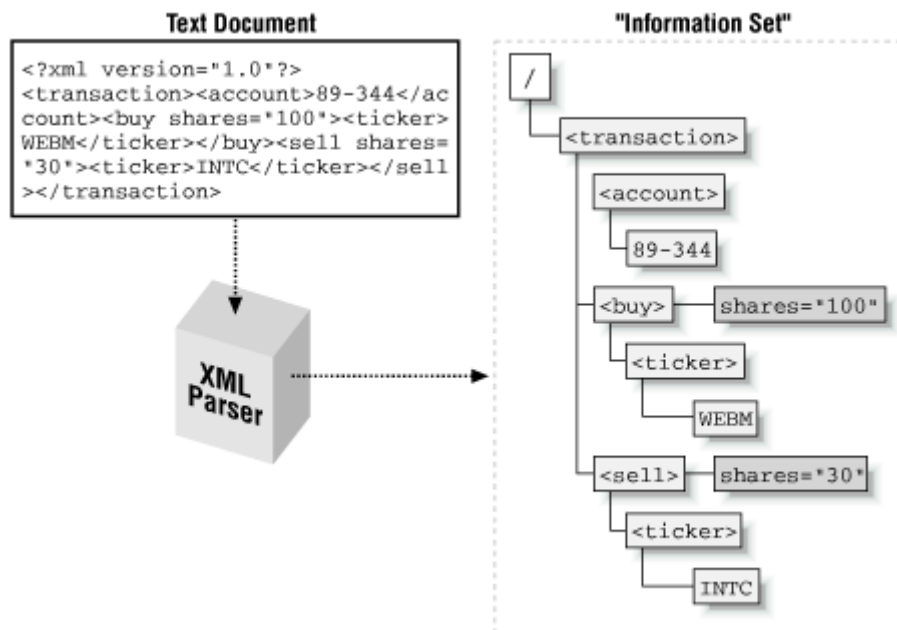 Text Document
<?xml version="1.0"?>
<transaction><account>89-344</ac
count><buy shares="100"><ticker>
WEBM</ticker></buy><sell shares=
"30"><ticker>INTC</ticker></sell
></transaction>
XML
Parser
"Information Set"
/
<transaction>
<account>
89-344
<buy> shares="100"
<ticker>
WEBM
<sell> shares="30"
<ticker>
INTC